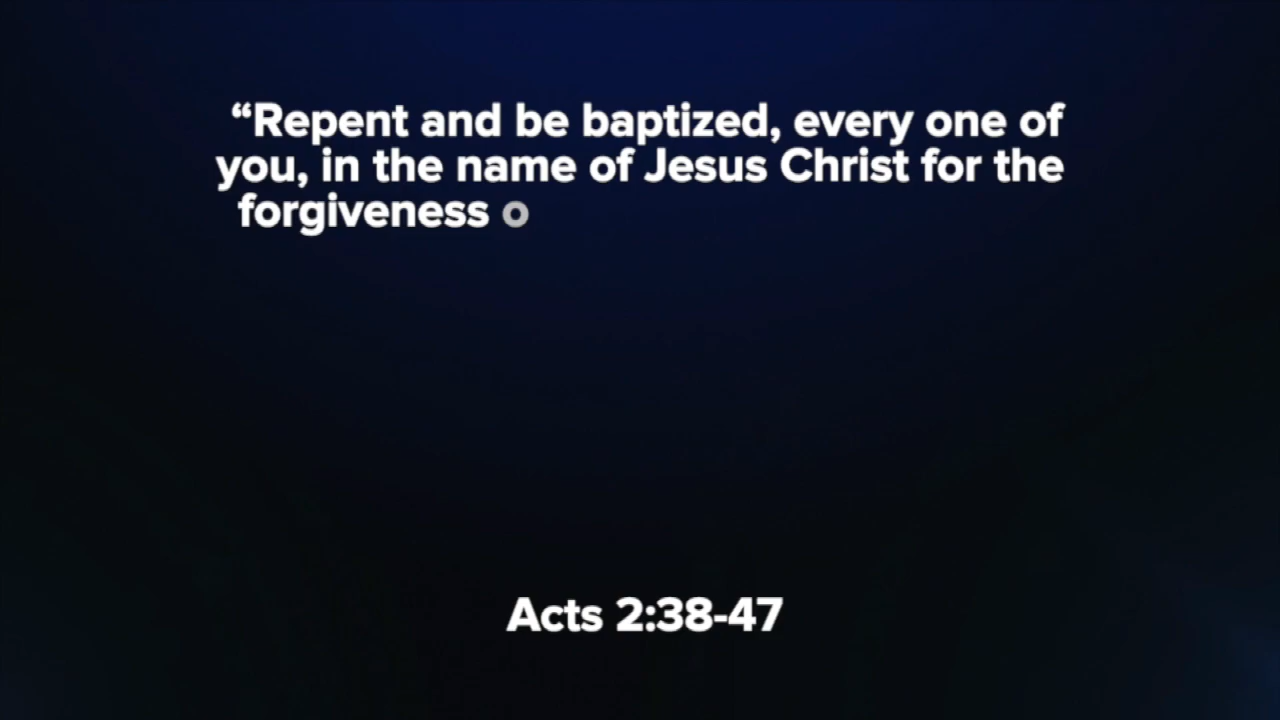 “Repent and be baptized, every one of
you, in the name of Jesus Christ for the
forgiveness o
Acts 2:38-47